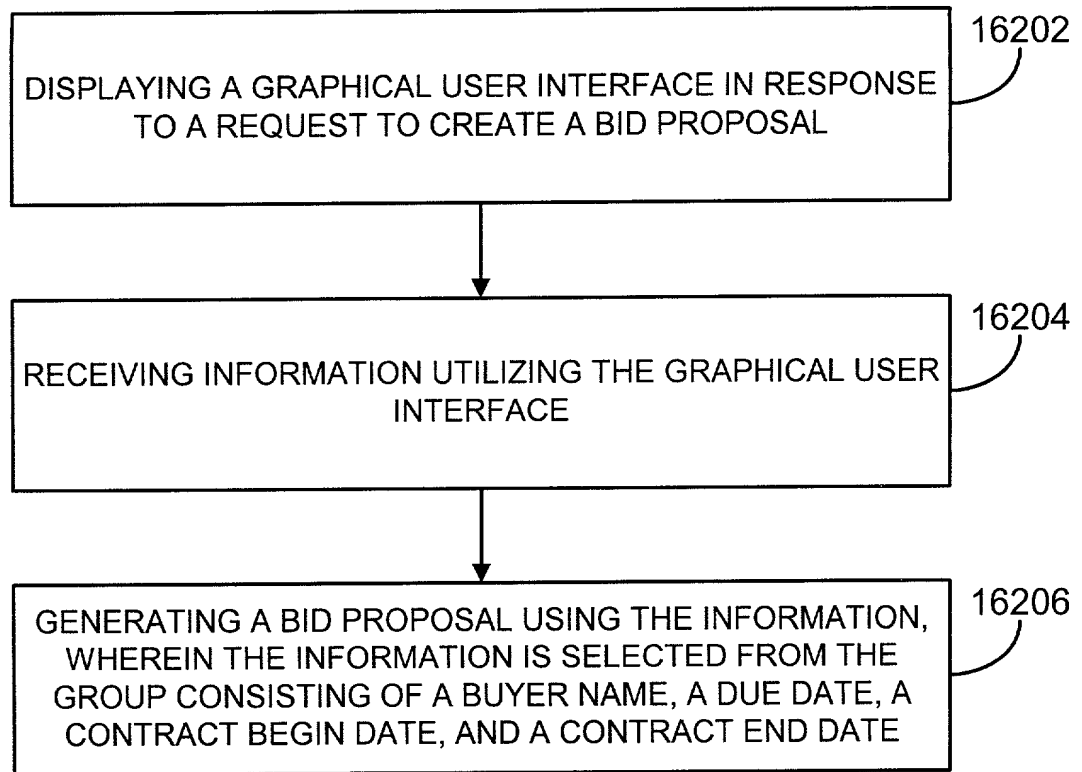 16202
DISPLAYING A GRAPHICAL USER INTERFACE IN RESPONSE
TO A REQUEST TO CREATE A BID PROPOSAL
16204
RECEIVING INFORMATION UTILIZING THE GRAPHICAL USER
INTERFACE
16206
GENERATING A BID PROPOSAL USING THE INFORMATION,
WHEREIN THE INFORMATION IS SELECTED FROM THE
GROUP CONSISTING OF A BUYER NAME, A DUE DATE, A
CONTRACT BEGIN DATE, AND A CONTRACT END DATE